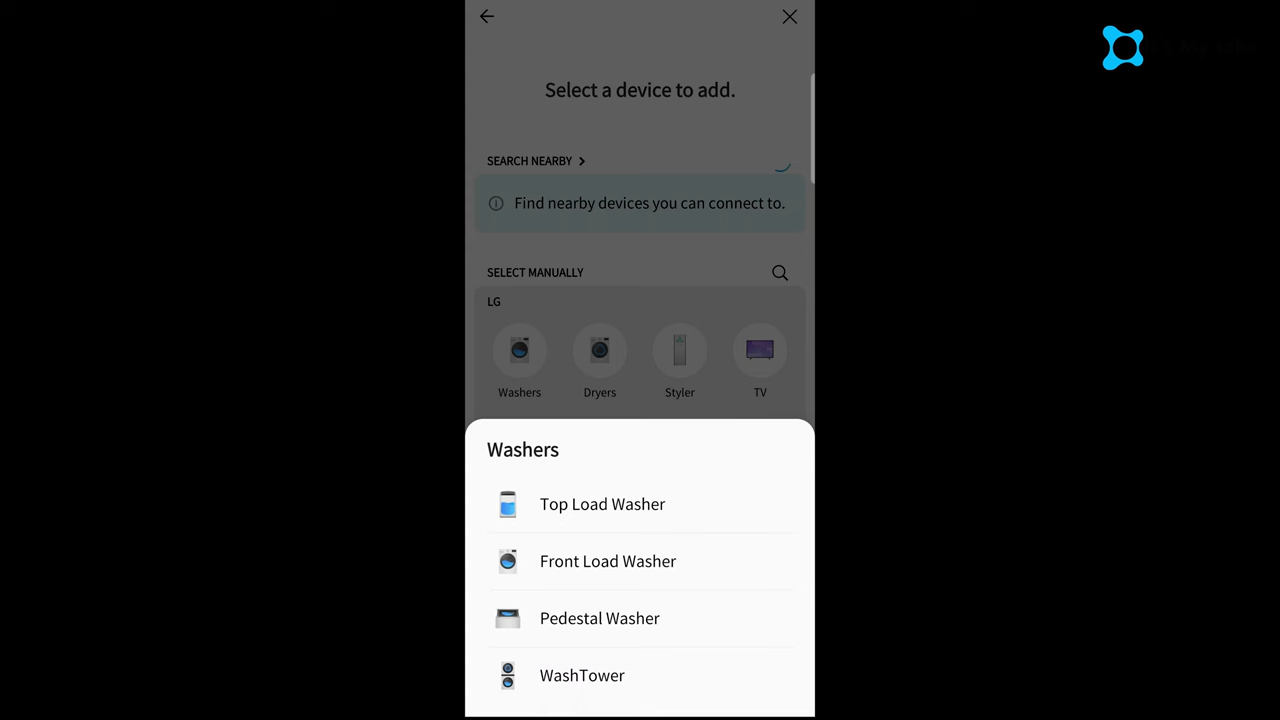 Select a device to add.
SEARCH NEARBY
Find nearby devices you can connect to.
SELECT MANUALLY
LG
Washers
Dryers
Styler
TV
Washers
Top Load Washer
Front Load Washer
Pedestal Washer
WashTower